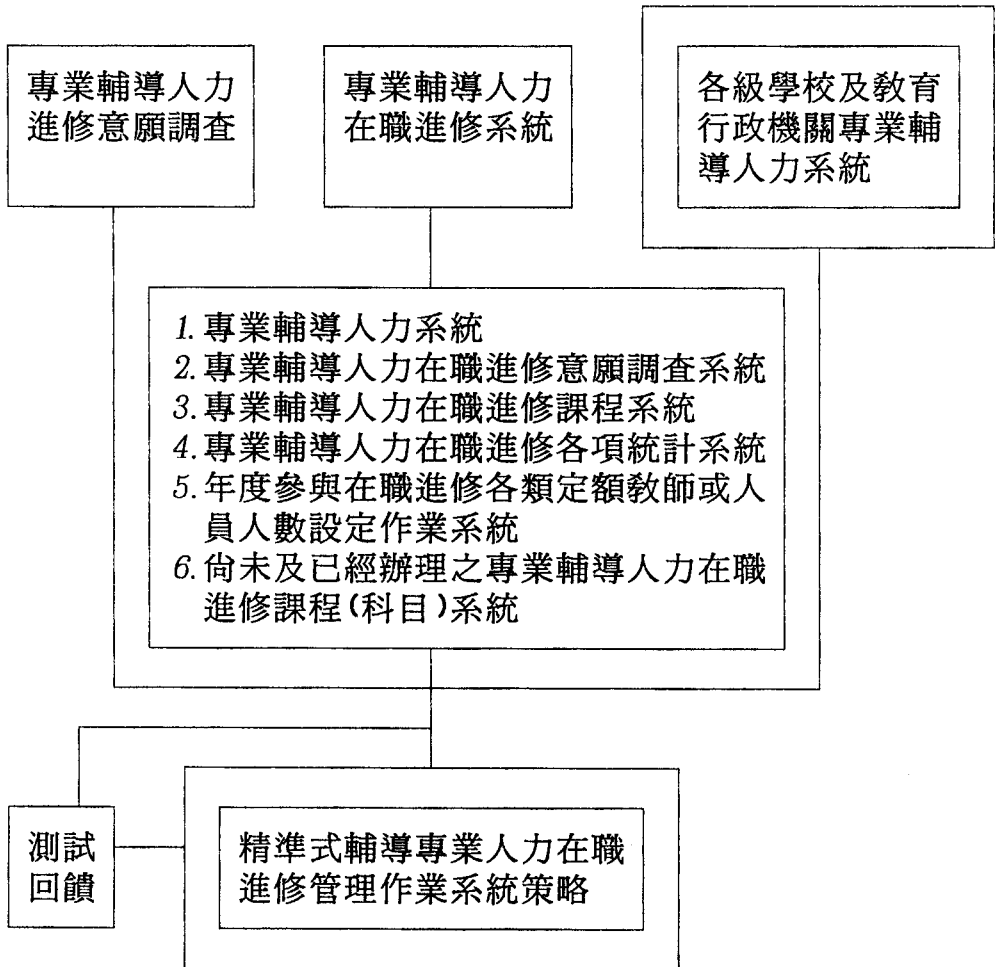 專業輔導人力
進修意願調查
專業輔導人力
在職進修系統
各級學校及教育
行政機關專業輔
導人力系統
1. 專業輔導人力系統
2. 專業輔導人力在職進修意願調查系統
3. 專業輔導人力在職進修課程系統
4. 專業輔導人力在職進修各項統計系統
5. 年度參與在職進修各類定額教師或人
員人數設定作業系統
6. 尚未及已經辦理之專業輔導人力在職
進修課程(科目)系統
測試
回饋
精準式輔導專業人力在職
進修管理作業系統策略